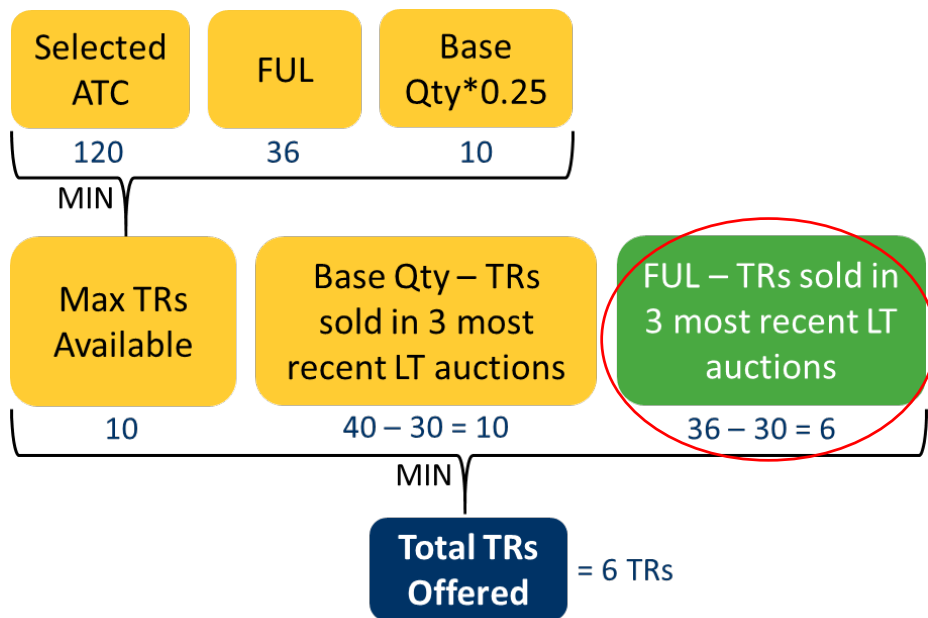 Selected
ATC
FUL
Base
Qty*0.25
120
36
10
MIN
Max TRs
Available
Base Qty – TRs
sold in 3 most
recent LT auctions
FUL – TRs sold in
3 most recent LT
auctions
10
40 – 30 = 10
36 – 30 = 6
MIN
Total TRs
Offered
= 6 TRs